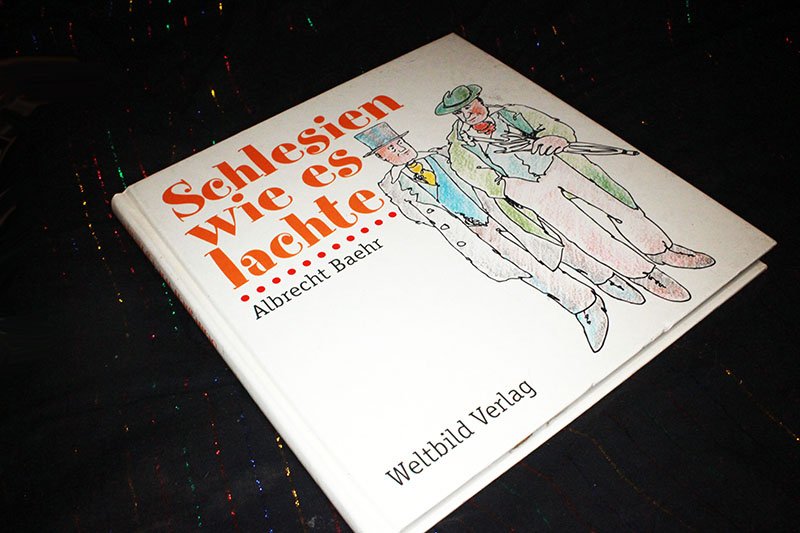 Schlesien
wie es
lachte
Albrecht Baehr
Weltbild Verlag